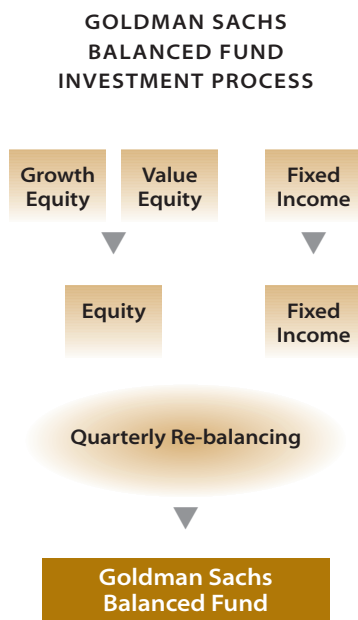 GOLDMAN SACHS
BALANCED FUND
INVESTMENT PROCESS
Growth
Equity
Value
Equity
Fixed
Income
Equity
Fixed
Income
Quarterly Re-balancing
Goldman Sachs
Balanced Fund